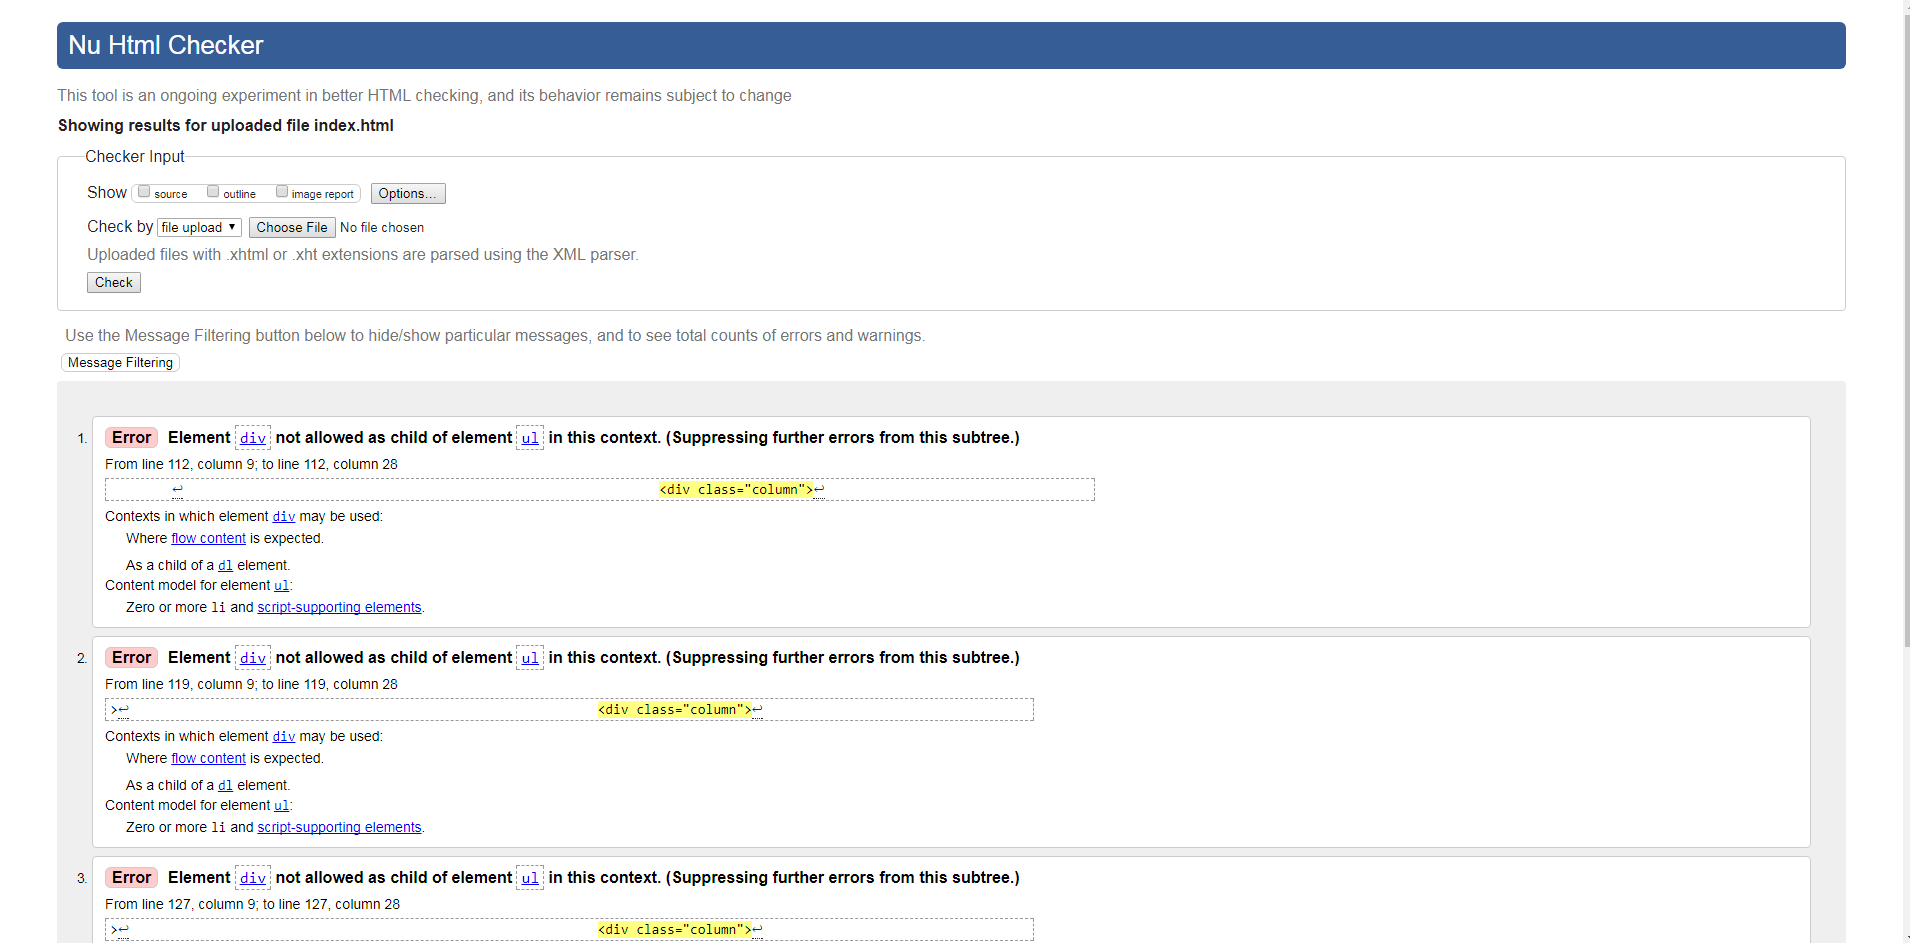 Nu Html Checker
This tool is an ongoing experiment in better HTML checking, and its behavior remains subject to change
Showing results for uploaded file index.html
Checker Input
Show source outline image report Options...
Check by file upload ▼ Choose File No file chosen
Uploaded files with .xhtml or .xht extensions are parsed using the XML parser.
Check
Use the Message Filtering button below to hide/show particular messages, and to see total counts of errors and warnings.
Message Filtering
1. Error Element div not allowed as child of element ul in this context. (Suppressing further errors from this subtree.)
From line 112, column 9; to line 112, column 28
↩ <div class="column">↩
Contexts in which element div may be used:
Where flow content is expected.
As a child of a dl element.
Content model for element ul:
Zero or more li and script-supporting elements.
2. Error Element div not allowed as child of element ul in this context. (Suppressing further errors from this subtree.)
From line 119, column 9; to line 119, column 28
>↩ <div class="column">↩
Contexts in which element div may be used:
Where flow content is expected.
As a child of a dl element.
Content model for element ul:
Zero or more li and script-supporting elements.
3. Error Element div not allowed as child of element ul in this context. (Suppressing further errors from this subtree.)
From line 127, column 9; to line 127, column 28
>↩ <div class="column">↩